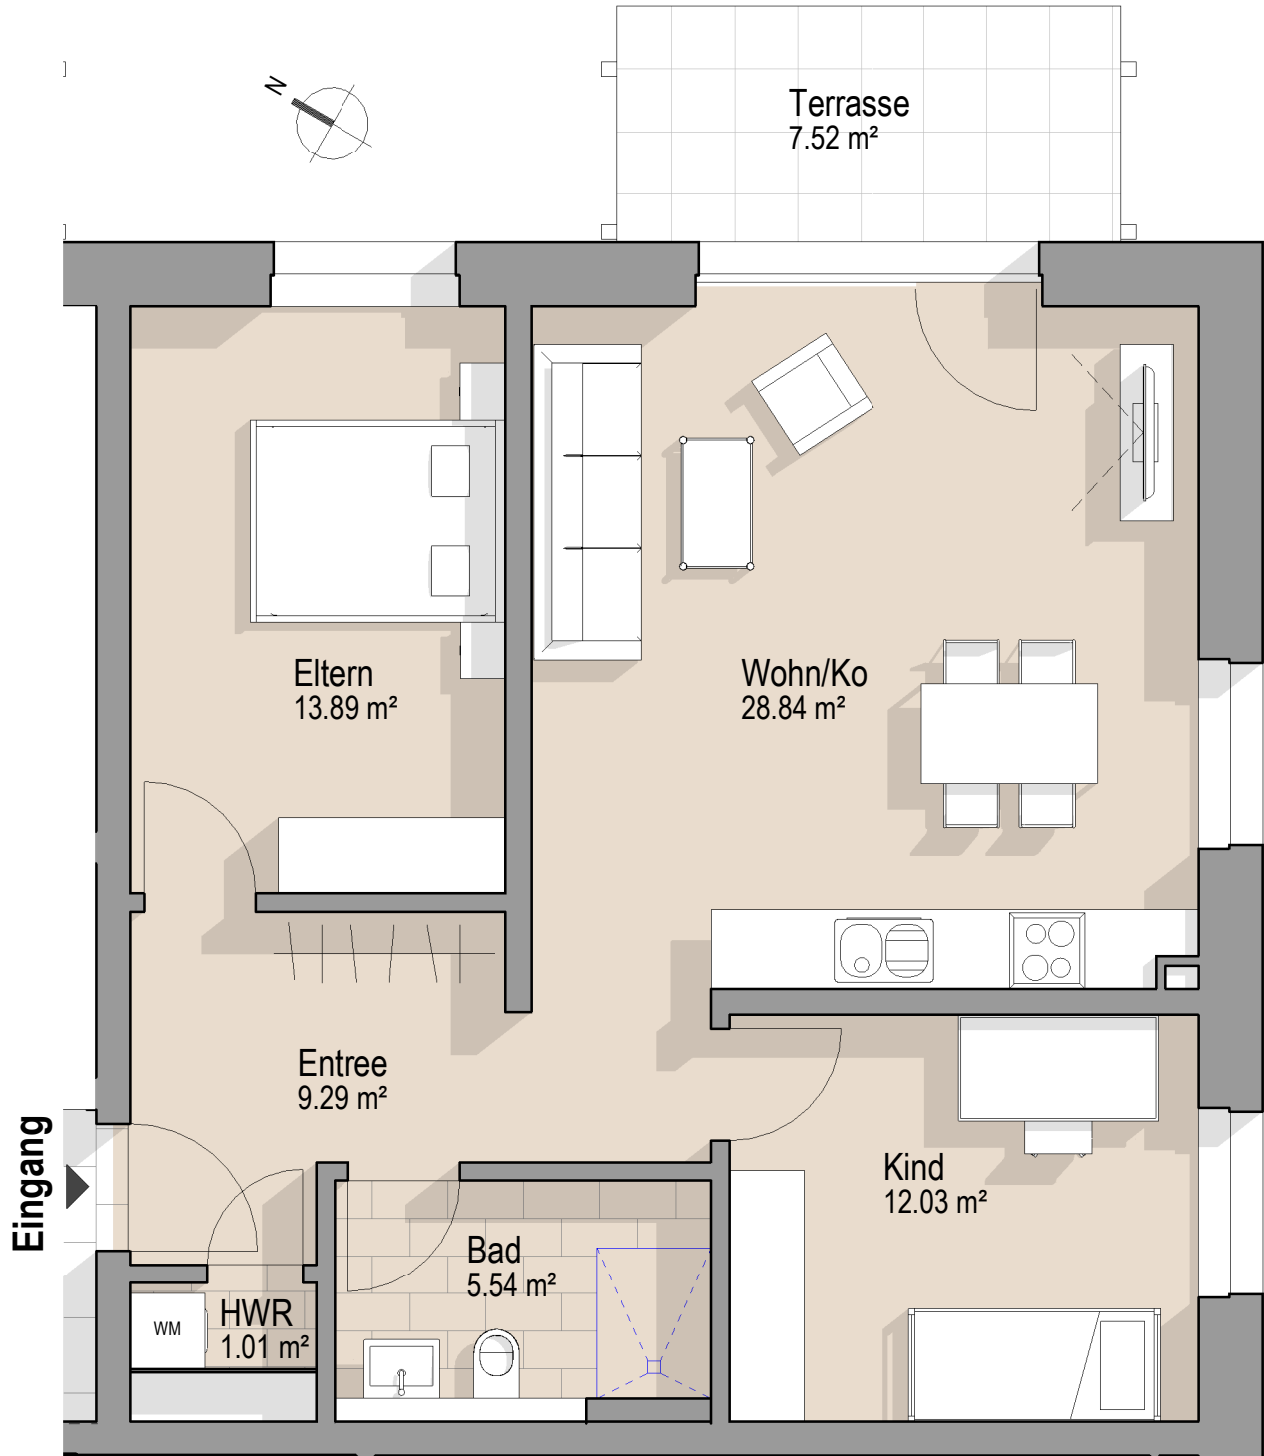 N
Terrasse
7.52 m²
Eltern
13.89 m²
Wohn/Ko
28.84 m²
Entree
9.29 m²
Eingang
Kind
12.03 m²
Bad
5.54 m²
HWR
1.01 m²
WM